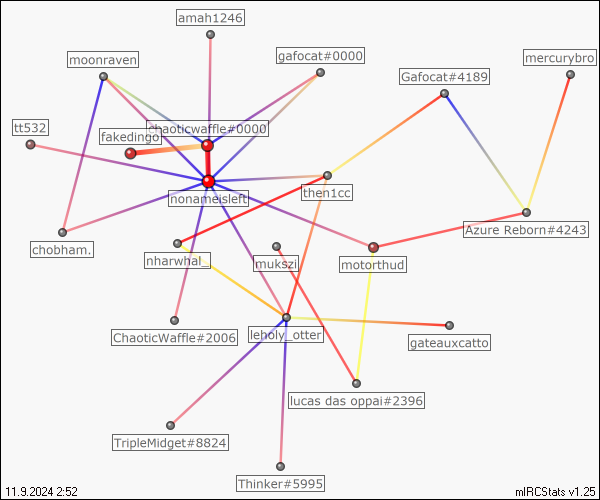 amah1246
gafocat#0000
moonraven
mercurybro
Gafocat#4189
tt532
chaoticwaffle#0000
fakedingo
nonameisleft
then1cc
Azure Reborn#4243
chobham.
nharwhal_
mukszi
motorthud
ChaoticWaffle#2006
leholy_otter
gateauxcatto
lucas das oppai#2396
TripleMidget#8824
Thinker#5995
11.9.2024 2:52
mIRCStats v1.25